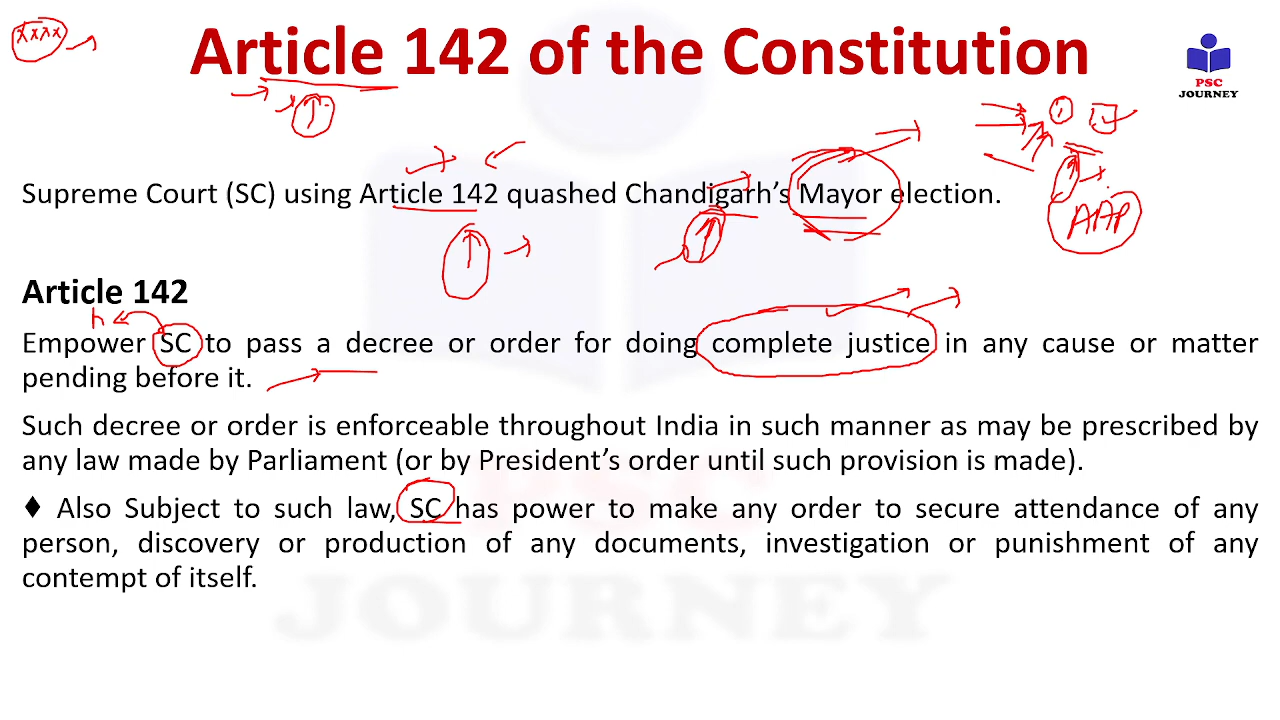 xxxx
Article 142 of the Constitution
PSC
JOURNEY
Supreme Court (SC) using Article 142 quashed Chandigarh's Mayor election.
AAP
Article 142
h
Empower SC to pass a decree or order for doing complete justice in any cause or matter
pending before it.
Such decree or order is enforceable throughout India in such manner as may be prescribed by
any law made by Parliament (or by President's order until such provision is made).
♦ Also Subject to such law, SC has power to make any order to secure attendance of any
person, discovery or production of any documents, investigation or punishment of any
contempt of itself.
PSC
JOURNEY